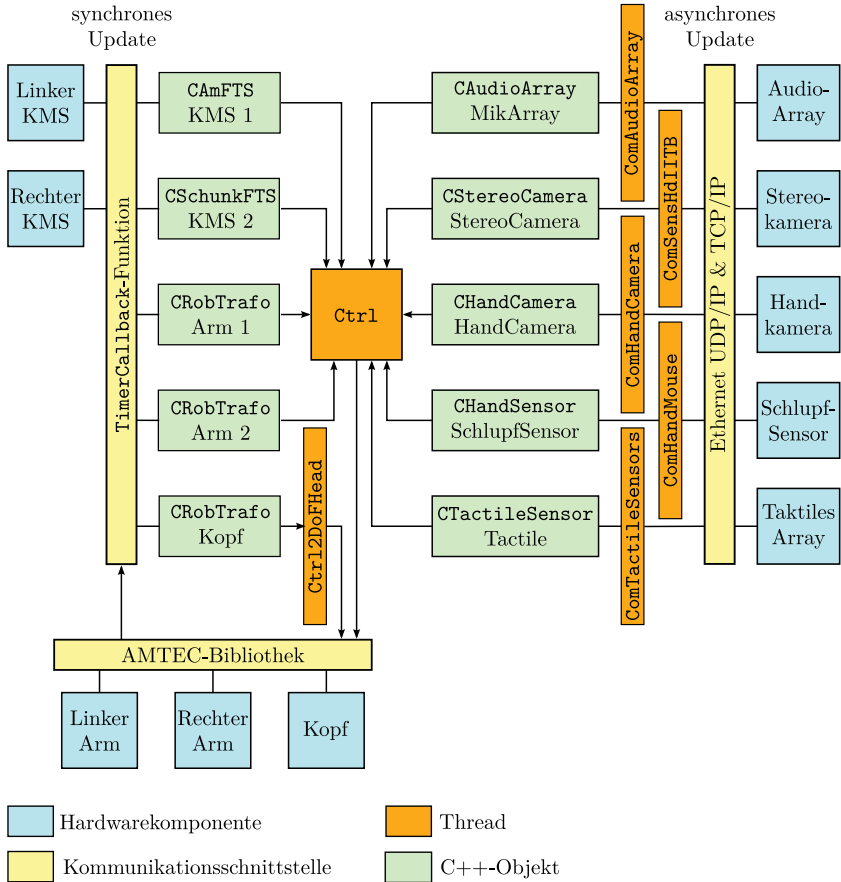 synchrones
Update
asynchrones
Update
Linker
KMS
Rechter
KMS
TimerCallback-Funktion
CAmFTS
KMS 1
CSchunkFTS
KMS 2
CRobTrafo
Arm 1
CRobTrafo
Arm 2
CRobTrafo
Kopf
Ctrl2DoFHead
Ctrl
CAudioArray
MikArray
CStereoCamera
StereoCamera
CHandCamera
HandCamera
CHandSensor
SchlupfSensor
CTactileSensor
Tactile
ComAudioArray
ComSensHdIITB
ComHandCamera
ComHandMouse
ComTactileSensors
Ethernet UDP/IP & TCP/IP
Audio-
Array
Stereo-
kamera
Hand-
kamera
Schlupf-
Sensor
Taktiles
Array
AMTEC-Bibliothek
Linker
Arm
Rechter
Arm
Kopf
Hardwarekomponente
Thread
Kommunikationsschnittstelle
C++-Objekt